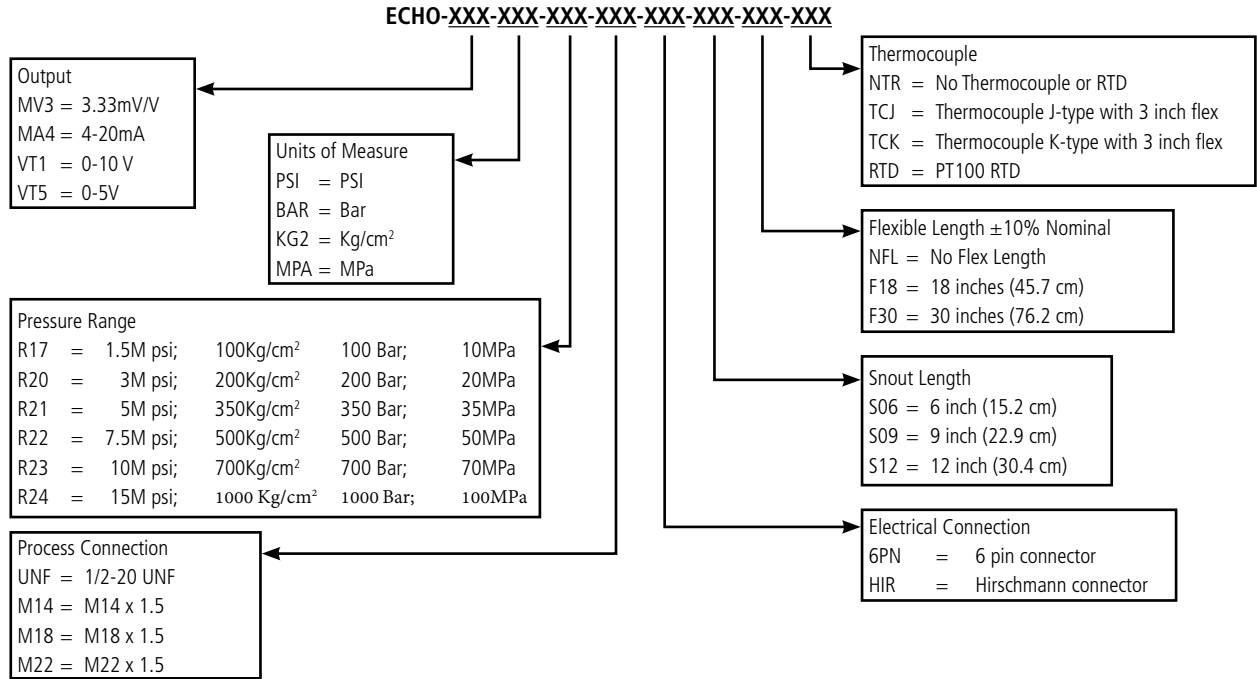 ECHO-XXX-XXX-XXX-XXX-XXX-XXX-XXX-XXX
Output
MV3 = 3.33mV/V
MA4 = 4-20mA
VT1 = 0-10 V
VT5 = 0-5V
Units of Measure
PSI = PSI
BAR = Bar
KG2 = Kg/cm²
MPA = MPa
Pressure Range
R17 = 1.5M psi; 100Kg/cm² 100 Bar; 10MPa
R20 = 3M psi; 200Kg/cm² 200 Bar; 20MPa
R21 = 5M psi; 350Kg/cm² 350 Bar; 35MPa
R22 = 7.5M psi; 500Kg/cm² 500 Bar; 50MPa
R23 = 10M psi; 700Kg/cm² 700 Bar; 70MPa
R24 = 15M psi; 1000 Kg/cm² 1000 Bar; 100MPa
Process Connection
UNF = 1/2-20 UNF
M14 = M14 x 1.5
M18 = M18 x 1.5
M22 = M22 x 1.5
Thermocouple
NTR = No Thermocouple or RTD
TCJ = Thermocouple J-type with 3 inch flex
TCK = Thermocouple K-type with 3 inch flex
RTD = PT100 RTD
Flexible Length ±10% Nominal
NFL = No Flex Length
F18 = 18 inches (45.7 cm)
F30 = 30 inches (76.2 cm)
Snout Length
S06 = 6 inch (15.2 cm)
S09 = 9 inch (22.9 cm)
S12 = 12 inch (30.4 cm)
Electrical Connection
6PN = 6 pin connector
HIR = Hirschmann connector